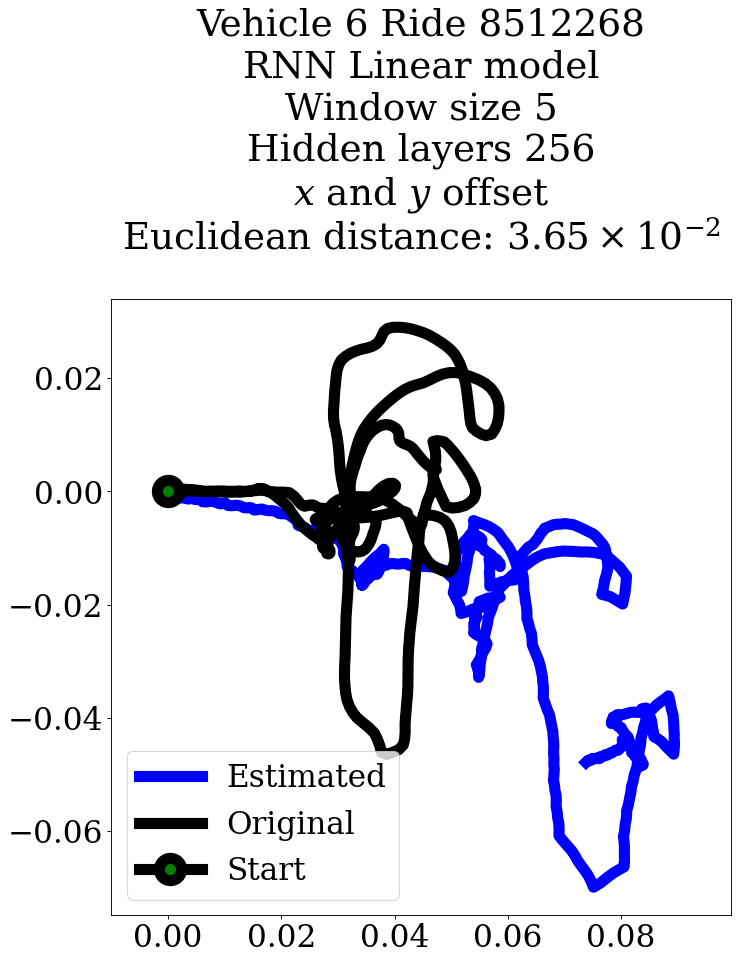 Vehicle 6 Ride 8512268
RNN Linear model
Window size 5
Hidden layers 256
x and y offset
Euclidean distance: 3.65 × 10⁻²
0.02
0.00
−0.02
−0.04
−0.06
Estimated
Original
Start
0.00 0.02 0.04 0.06 0.08